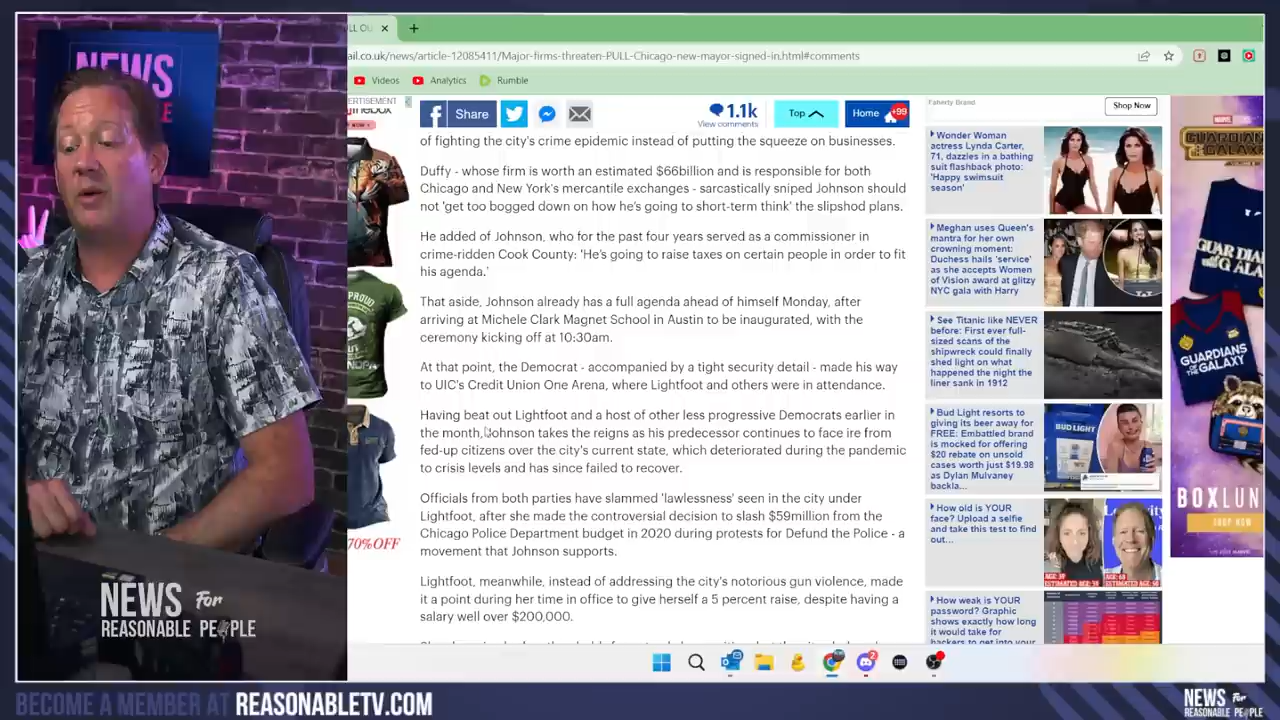 NEWS
ail.co.uk/news/article-12085411/Major-firms-threaten-PULL-Chicago-new-mayor-signed-in.html#comments
Videos
Analytics
Rumble
Share
1.1k
View comments
Top
Home
+99
of fighting the city's crime epidemic instead of putting the squeeze on businesses.
Duffy - whose firm is worth an estimated $66billion and is responsible for both
Chicago and New York's mercantile exchanges - sarcastically sniped Johnson should
not 'get too bogged down on how he's going to short-term think' the slipshod plans.
He added of Johnson, who for the past four years served as a commissioner in
crime-ridden Cook County: 'He's going to raise taxes on certain people in order to fit
his agenda.'
That aside, Johnson already has a full agenda ahead of himself Monday, after
arriving at Michele Clark Magnet School in Austin to be inaugurated, with the
ceremony kicking off at 10:30am.
At that point, the Democrat - accompanied by a tight security detail - made his way
to UIC's Credit Union One Arena, where Lightfoot and others were in attendance.
Having beat out Lightfoot and a host of other less progressive Democrats earlier in
the month, Johnson takes the reigns as his predecessor continues to face ire from
fed-up citizens over the city's current state, which deteriorated during the pandemic
to crisis levels and has since failed to recover.
Officials from both parties have slammed 'lawlessness' seen in the city under
Lightfoot, after she made the controversial decision to slash $59million from the
Chicago Police Department budget in 2020 during protests for Defund the Police - a
movement that Johnson supports.
Lightfoot, meanwhile, instead of addressing the city's notorious gun violence, made
during her time in office to give herself a 5 percent raise, despite having a
salary well over $200,000.
70%OFF
Faherty Brand
Shop Now
Wonder Woman
actress Lynda Carter,
71, dazzles in a bathing
suit flashback photo:
'Happy swimsuit
season'
Meghan uses Queen's
mantra for her own
crowning moment:
Duchess hails 'service'
as she accepts Women
of Vision award at glitzy
NYC gala with Harry
See Titanic like NEVER
before: First ever full-
sized scans of the
shipwreck could finally
shed light on what
happened the night the
liner sank in 1912
Bud Light resorts to
giving its beer away for
FREE: Embattled brand
is mocked for offering
$20 rebate on unsold
cases worth just $19.98
as Dylan Mulvaney
backla...
BUD LIGHT
How old is YOUR
face? Upload a selfie
and take this test to find
out...
How weak is YOUR
password? Graphic
shows exactly how long
it would take for
hackers to get into your
MARVEL
GUARDIANS
OF THE
GALAXY
BOXLUN
SHOP NOW
NEWS For
REASONABLE PEOPLE
BECOME A MEMBER AT REASONABLETV.COM
NEWS For
REASONABLE PEOPLE